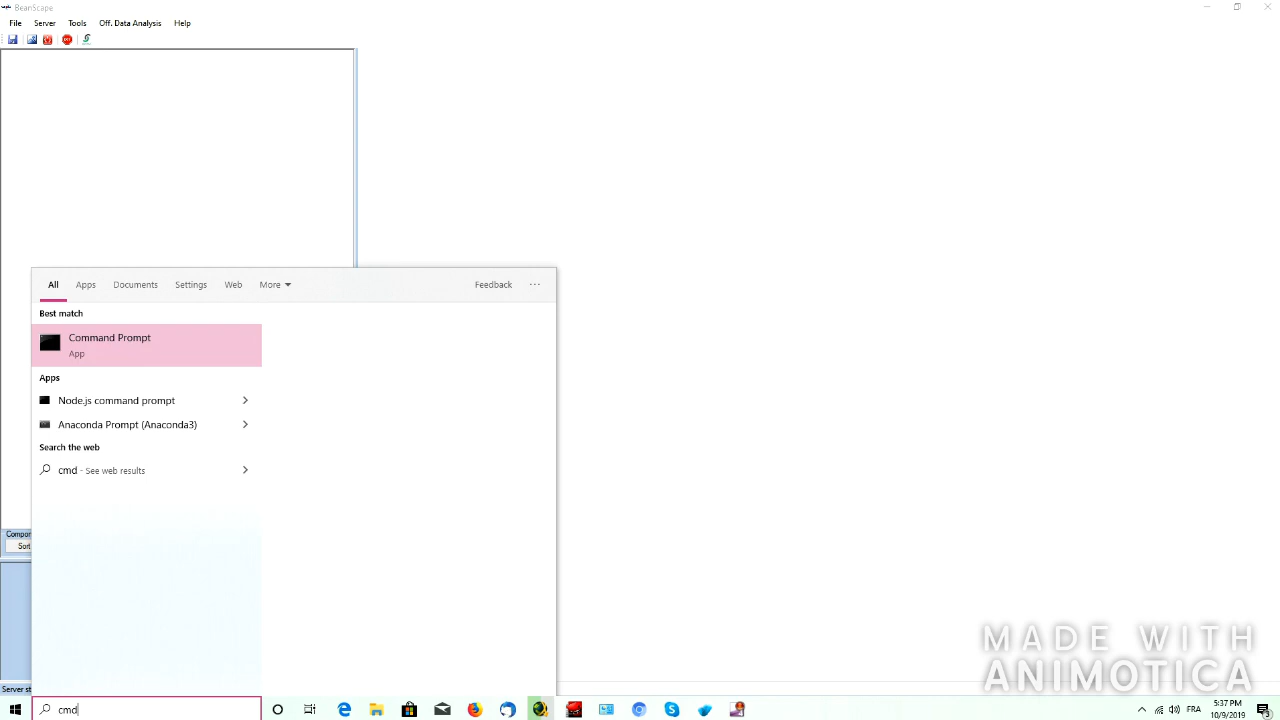 BeanScape
File Server Tools Off. Data Analysis Help
All Apps Documents Settings Web More Feedback ...
Best match
Command Prompt
App
Apps
Node.js command prompt
Anaconda Prompt (Anaconda3)
Search the web
cmd - See web results
Sort
MADE WITH
ANIMOTICA
cmd
FRA
5:37 PM
10/9/2019